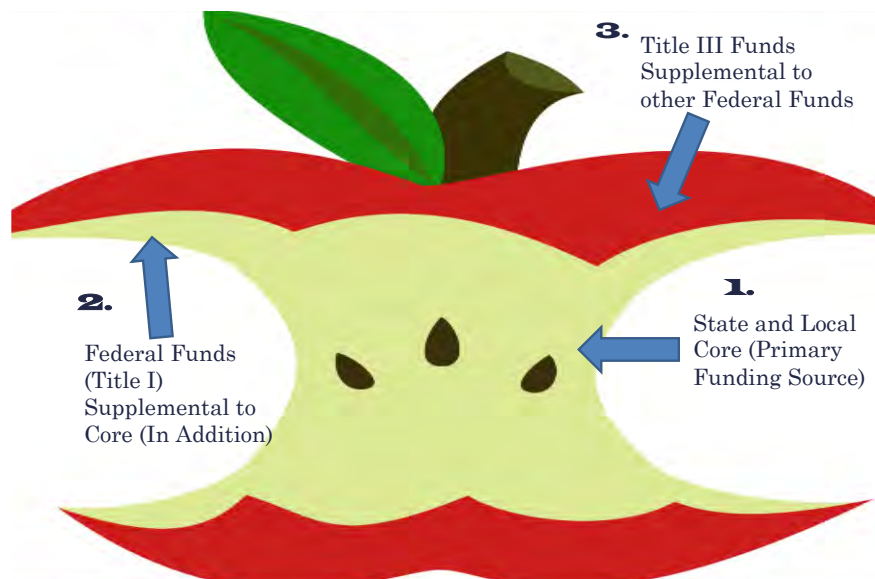 3.
Title III Funds
Supplemental to
other Federal Funds
2.
Federal Funds
(Title I)
Supplemental to
Core (In Addition)
1.
State and Local
Core (Primary
Funding Source)